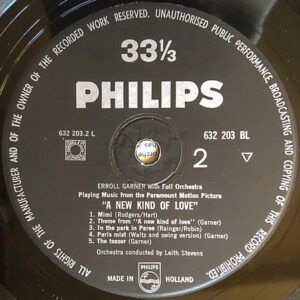 ALL RIGHTS OF THE MANUFACTURER AND OF THE OWNER OF THE RECORDED WORK RESERVED. UNAUTHORISED PUBLIC PERFORMANCE, BROADCASTING AND COPYING OF THIS RECORD PROHIBITED.
33⅓
PHILIPS
632 203.2 L
632 203 BL
2
ERROLL GARNER with Full Orchestra
Playing Music from the Paramount Motion Picture
"A NEW KIND OF LOVE"
1. Mimi (Rodgers/Hart)
2. Theme from "A new kind of love" (Garner)
3. In the park in Paree (Rainger/Robin)
4. Paris mist (Waltz and swing version) (Garner)
5. The teaser (Garner)
Orchestra conducted by Leith Stevens
PHILIPS
MADE IN
HOLLAND